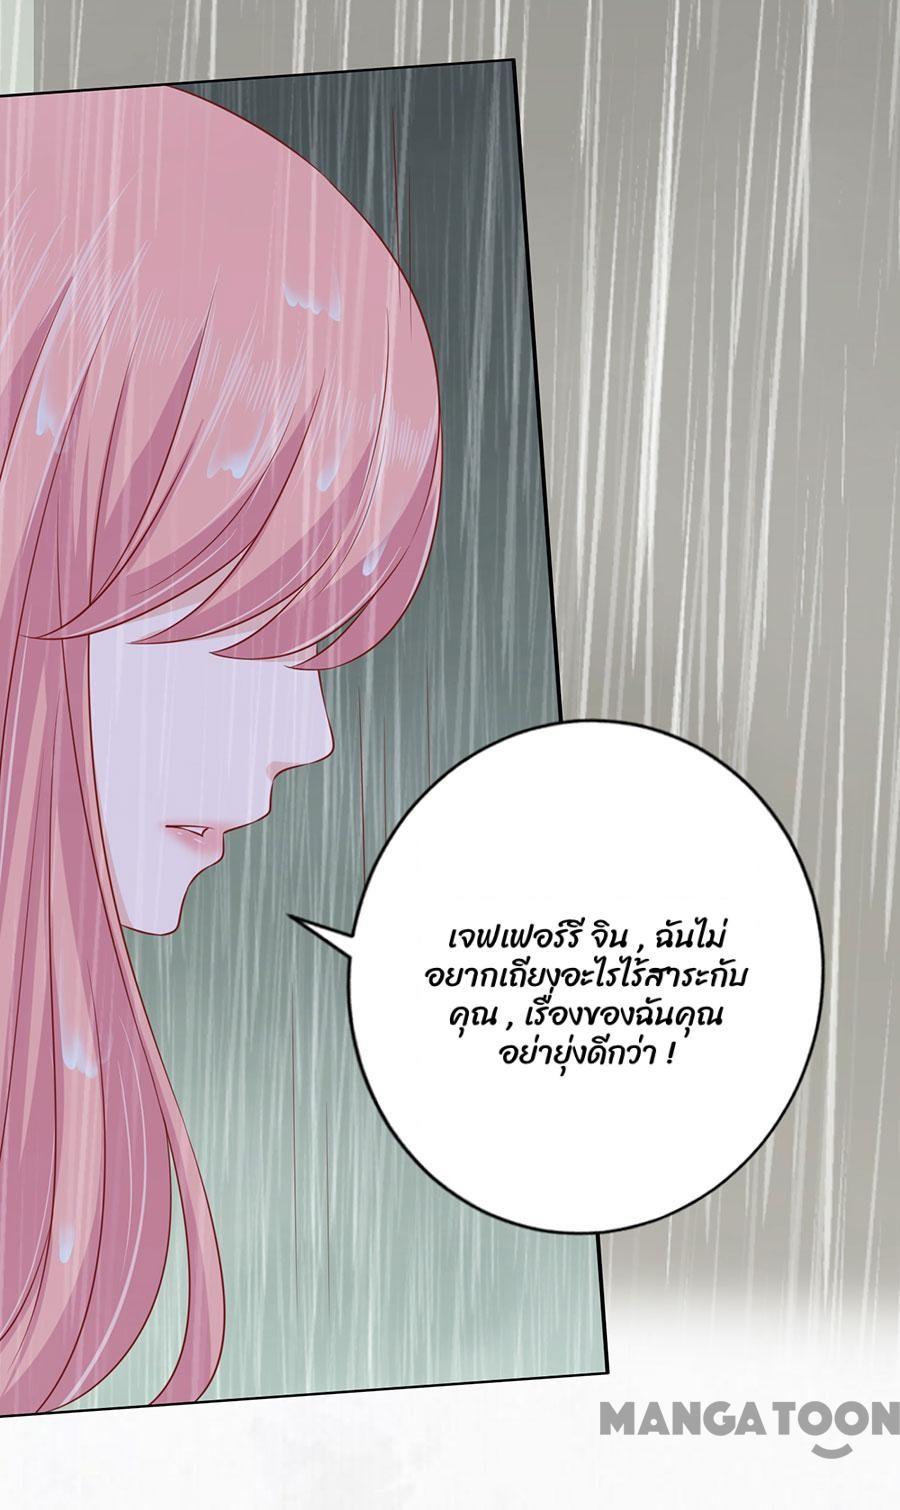 เจฟเฟอร์รี จิน , ฉันไม่
อยากเถียงอะไรไร้สาระกับ
คุณ , เรื่องของฉันคุณ
อย่ายุ่งดีกว่า !
MANGATOON